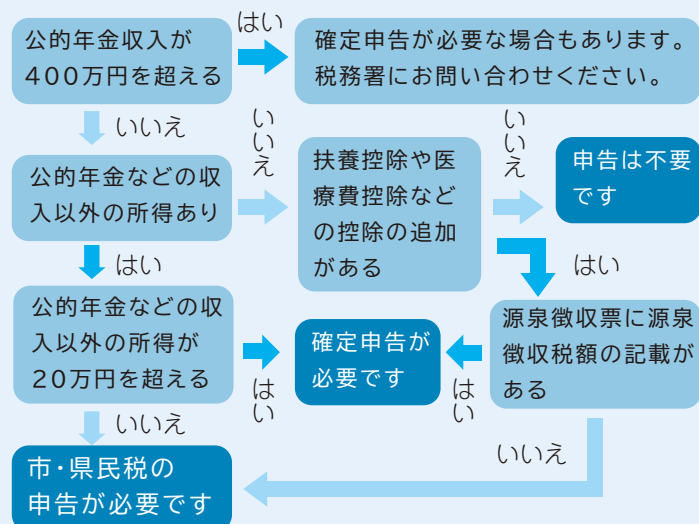 公的年金収入が
400万円を超える
はい
確定申告が必要な場合もあります。
税務署にお問い合わせください。
いいえ
公的年金などの収
入以外の所得あり
いいえ
扶養控除や医
療費控除など
の控除の追加
がある
いいえ
申告は不要
です
はい
はい
公的年金などの収
入以外の所得が
20万円を超える
はい
確定申告が
必要です
はい
源泉徴収票に源泉
徴収税額の記載が
ある
いいえ
いいえ
市・県民税の
申告が必要です